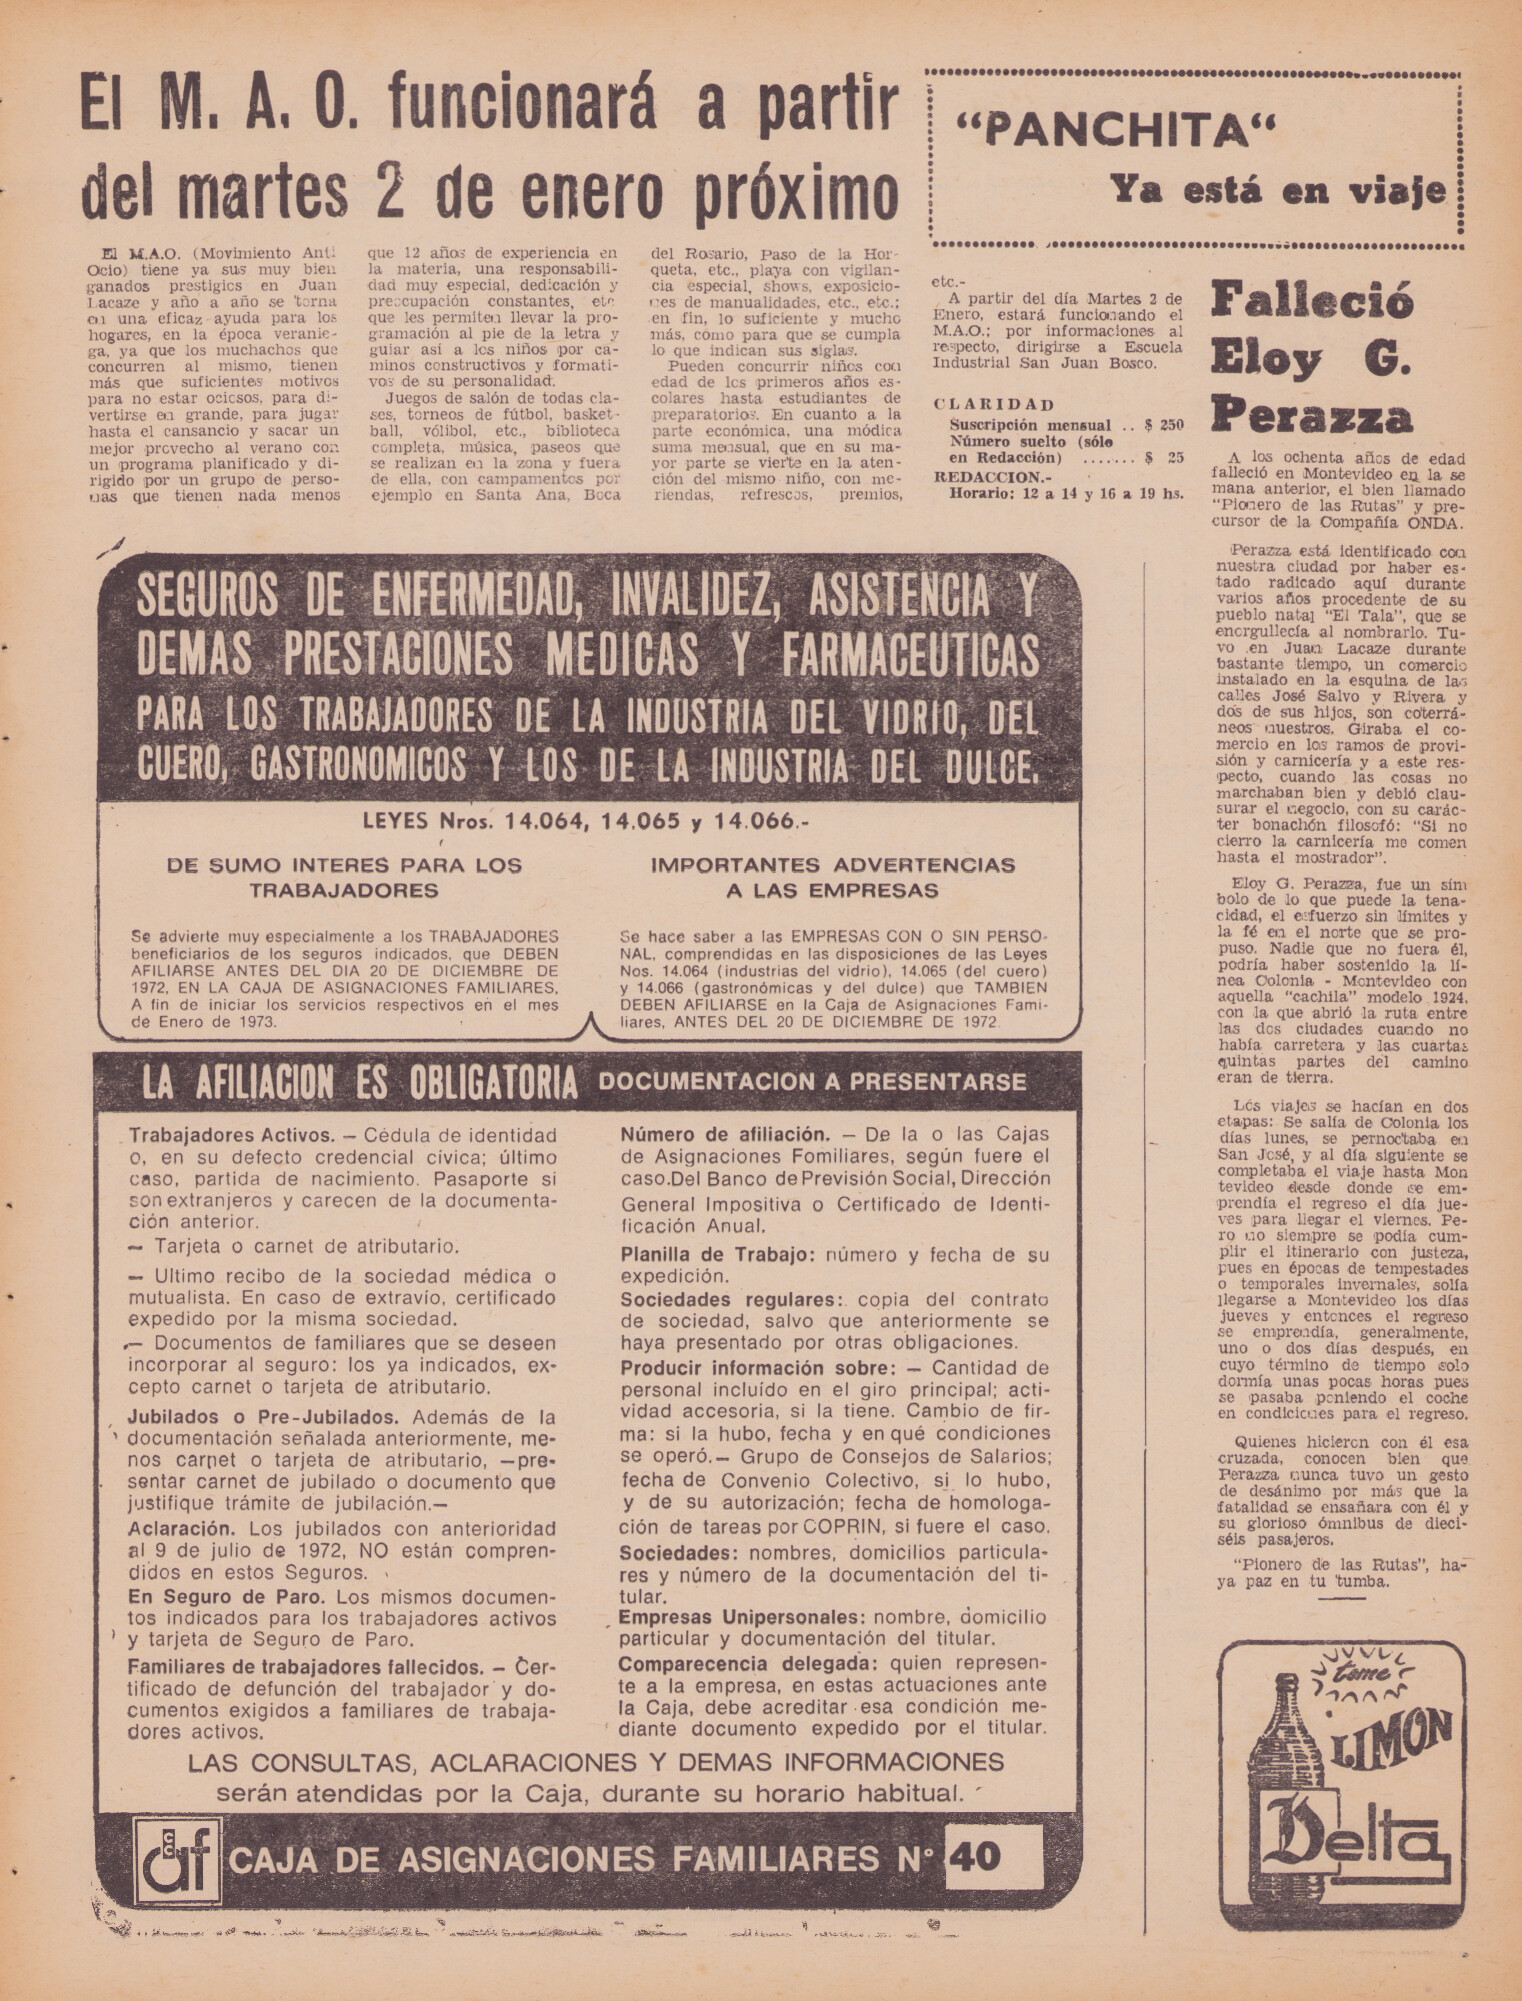 El M. A. O. funcionará a partir
del martes 2 de enero próximo
El M.A.O. (Movimiento Anti
Ocio) tiene ya sus muy bien
ganados prestigios en Juan
Lacaze y año a año se torna
en una eficaz ayuda para los
hogares, en la época veranie-
ga, ya que los muchachos que
concurren al mismo, tienen
más que suficientes motivos
para no estar ociosos, para di-
vertirse en grande, para jugar
hasta el cansancio y sacar un
mejor provecho al verano con
un programa planificado y di-
rigido por un grupo de perso-
nas que tienen nada menos
que 12 años de experiencia en
la materia, una responsabili-
dad muy especial, dedicación y
preocupación constantes, etc
que les permiten llevar la pro-
gramación al pie de la letra y
guiar así a los niños por ca-
minos constructivos y formati-
vos de su personalidad.
Juegos de salón de todas cla-
ses, torneos de fútbol, basket-
ball, vólibol, etc., biblioteca
completa, música, paseos que
se realizan en la zona y fuera
de ella, con campamentos por
ejemplo en Santa Ana, Boca
del Rosario, Paso de la Hor-
queta, etc., playa con vigilan-
cia especial, shows, exposicio-
nes de manualidades, etc., etc.;
en fin, lo suficiente y mucho
más, cómo para que se cumpla
lo que indican sus siglas.
Pueden concurrir niños con
edad de los primeros años es-
colares hasta estudiantes de
preparatorios. En cuanto a la
parte económica, una módica
suma mensual, que en su ma-
yor parte se vierte en la aten-
ción del mismo niño, con me-
riendas, refrescos, premios,
etc.-
A partir del día Martes 2 de
Enero, estará funcionando el
M.A.O.; por informaciones al
respecto, dirigirse a Escuela
Industrial San Juan Bosco.
CLARIDAD
Suscripción mensual .. $ 250
Número suelto (sólo
en Redacción) ....... $ 25
REDACCION.-
Horario: 12 a 14 y 16 a 19 hs.
“PANCHITA“
Ya está en viaje
Falleció
Eloy G.
Perazza
A los ochenta años de edad
falleció en Montevideo en la se
mana anterior, el bien llamado
"Pionero de las Rutas" y pre-
cursor de la Compañía ONDA.
Perazza está identificado con
nuestra ciudad por haber es-
tado radicado aquí durante
varios años procedente de su
pueblo natal "El Tala", que se
enorgullecía al nombrarlo. Tu-
vo en Juan Lacaze durante
bastante tiempo, un comercio
instalado en la esquina de las
calles José Salvo y Rivera y
dos de sus hijos, son coterrá-
neos nuestros. Giraba el co-
mercio en los ramos de provi-
sión y carnicería y a este res-
pecto, cuando las cosas no
marchaban bien y debió clau-
surar el negocio, con su carác-
ter bonachón filosofó: "Si no
cierro la carnicería me comen
hasta el mostrador".
Eloy G. Perazza, fue un sím
bolo de lo que puede la tena-
cidad, el esfuerzo sin límites y
la fé en el norte que se pro-
puso. Nadie que no fuera él,
podría haber sostenido la lí-
nea Colonia - Montevideo con
aquella "cachila" modelo 1924,
con la que abrió la ruta entre
las dos ciudades cuando no
había carretera y las cuartas
quintas partes del camino
eran de tierra.
Los viajes se hacían en dos
etapas: Se salía de Colonia los
días lunes, se pernoctaba en
San José, y al día siguiente se
completaba el viaje hasta Mon
tevideo desde donde se em-
prendía el regreso el día jue-
ves para llegar el viernes. Pe-
ro no siempre se podía cum-
plir el itinerario con justeza,
pues en épocas de tempestades
o temporales invernales, solía
llegarse a Montevideo los días
jueves y entonces el regreso
se emprendía, generalmente,
uno o dos días después, en
cuyo término de tiempo solo
dormía unas pocas horas pues
se pasaba poniendo el coche
en condiciones para el regreso.
Quienes hicieron con él esa
cruzada, conocen bien que
Perazza nunca tuvo un gesto
de desánimo por más que la
fatalidad se ensañara con él y
su glorioso ómnibus de dieci-
séis pasajeros.
"Pionero de las Rutas", ha-
ya paz en tu tumba.
SEGUROS DE ENFERMEDAD, INVALIDEZ, ASISTENCIA Y
DEMAS PRESTACIONES MEDICAS Y FARMACEUTICAS
PARA LOS TRABAJADORES DE LA INDUSTRIA DEL VIDRIO, DEL
CUERO, GASTRONOMICOS Y LOS DE LA INDUSTRIA DEL DULCE.
LEYES Nros. 14.064, 14.065 y 14.066.-
DE SUMO INTERES PARA LOS
TRABAJADORES
Se advierte muy especialmente a los TRABAJADORES
beneficiarios de los seguros indicados, que DEBEN
AFILIARSE ANTES DEL DIA 20 DE DICIEMBRE DE
1972, EN LA CAJA DE ASIGNACIONES FAMILIARES,
A fin de iniciar los servicios respectivos en el mes
de Enero de 1973.
IMPORTANTES ADVERTENCIAS
A LAS EMPRESAS
Se hace saber a las EMPRESAS CON O SIN PERSO-
NAL, comprendidas en las disposiciones de las Leyes
Nos. 14.064 (industrias del vidrio), 14.065 (del cuero)
y 14.066 (gastronómicas y del dulce) que TAMBIEN
DEBEN AFILIARSE en la Caja de Asignaciones Fami-
liares, ANTES DEL 20 DE DICIEMBRE DE 1972.
LA AFILIACION ES OBLIGATORIA DOCUMENTACION A PRESENTARSE
Trabajadores Activos. — Cédula de identidad
o, en su defecto credencial cívica; último
caso, partida de nacimiento. Pasaporte si
son extranjeros y carecen de la documenta-
ción anterior.
— Tarjeta o carnet de atributario.
— Ultimo recibo de la sociedad médica o
mutualista. En caso de extravío, certificado
expedido por la misma sociedad.
— Documentos de familiares que se deseen
incorporar al seguro: los ya indicados, ex-
cepto carnet o tarjeta de atributario.
Jubilados o Pre-Jubilados. Además de la
documentación señalada anteriormente, me-
nos carnet o tarjeta de atributario, —pre-
sentar carnet de jubilado o documento que
justifique trámite de jubilación.—
Aclaración. Los jubilados con anterioridad
al 9 de julio de 1972, NO están compren-
didos en estos Seguros.
En Seguro de Paro. Los mismos documen-
tos indicados para los trabajadores activos
y tarjeta de Seguro de Paro.
Familiares de trabajadores fallecidos. — Cer-
tificado de defunción del trabajador y do-
cumentos exigidos a familiares de trabaja-
dores activos.
Número de afiliación. — De la o las Cajas
de Asignaciones Fomiliares, según fuere el
caso.Del Banco de Previsión Social, Dirección
General Impositiva o Certificado de Identi-
ficación Anual.
Planilla de Trabajo: número y fecha de su
expedición.
Sociedades regulares: copia del contrato
de sociedad, salvo que anteriormente se
haya presentado por otras obligaciones.
Producir información sobre: — Cantidad de
personal incluído en el giro principal; acti-
vidad accesoria, si la tiene. Cambio de fir-
ma: si la hubo, fecha y en qué condiciones
se operó.— Grupo de Consejos de Salarios;
fecha de Convenio Colectivo, si lo hubo,
y de su autorización; fecha de homologa-
ción de tareas por COPRIN, si fuere el caso.
Sociedades: nombres, domicilios particula-
res y número de la documentación del ti-
tular.
Empresas Unipersonales: nombre, domicilio
particular y documentación del titular.
Comparecencia delegada: quien represen-
te a la empresa, en estas actuaciones ante
la Caja, debe acreditar esa condición me-
diante documento expedido por el titular.
LAS CONSULTAS, ACLARACIONES Y DEMAS INFORMACIONES
serán atendidas por la Caja, durante su horario habitual.
CAJA DE ASIGNACIONES FAMILIARES N° 40
tome
LIMON
Delta